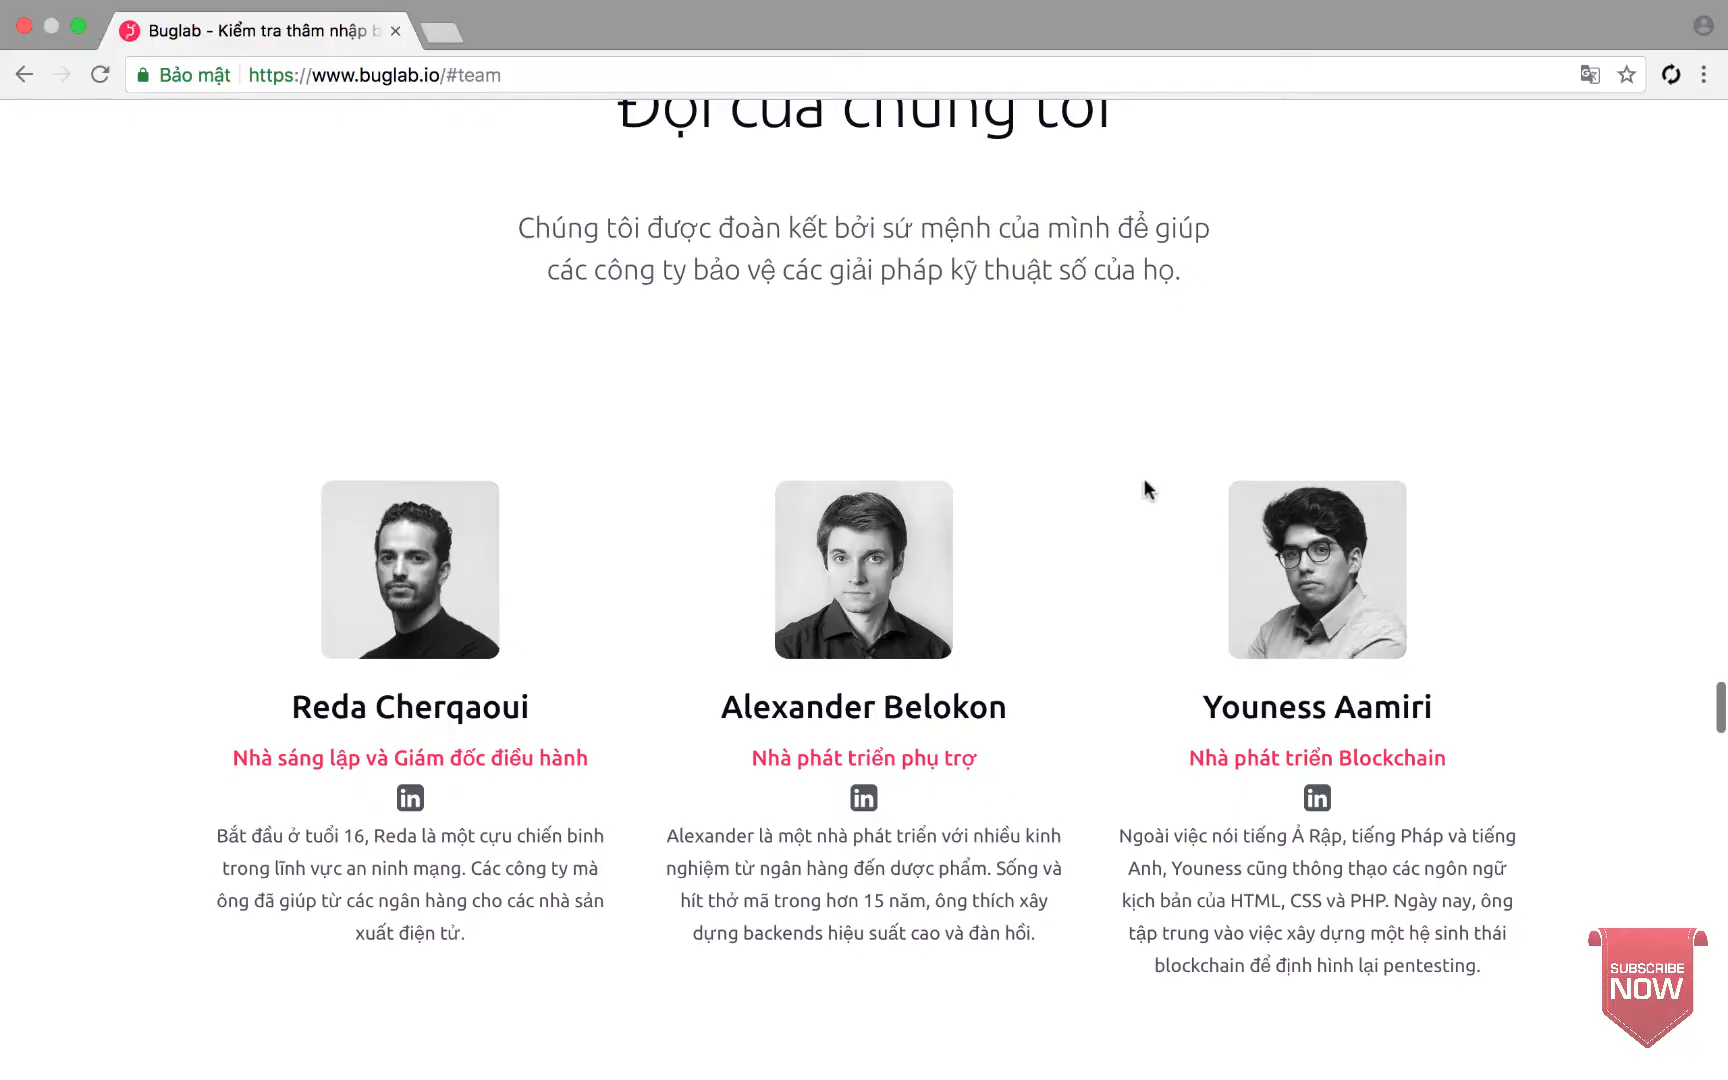 Buglab - Kiểm tra thâm nhập b
Bảo mật
https://www.buglab.io/#team
Đội của chúng tôi
Chúng tôi được đoàn kết bởi sứ mệnh của mình để giúp
các công ty bảo vệ các giải pháp kỹ thuật số của họ.
Reda Cherqaoui
Nhà sáng lập và Giám đốc điều hành
in
Bắt đầu ở tuổi 16, Reda là một cựu chiến binh
trong lĩnh vực an ninh mạng. Các công ty mà
ông đã giúp từ các ngân hàng cho các nhà sản
xuất điện tử.
Alexander Belokon
Nhà phát triển phụ trợ
in
Alexander là một nhà phát triển với nhiều kinh
nghiệm từ ngân hàng đến dược phẩm. Sống và
hít thở mã trong hơn 15 năm, ông thích xây
dựng backends hiệu suất cao và đàn hồi.
Youness Aamiri
Nhà phát triển Blockchain
in
Ngoài việc nói tiếng Ả Rập, tiếng Pháp và tiếng
Anh, Youness cũng thông thạo các ngôn ngữ
kịch bản của HTML, CSS và PHP. Ngày nay, ông
tập trung vào việc xây dựng một hệ sinh thái
blockchain để định hình lại pentesting.
SUBSCRIBE
NOW